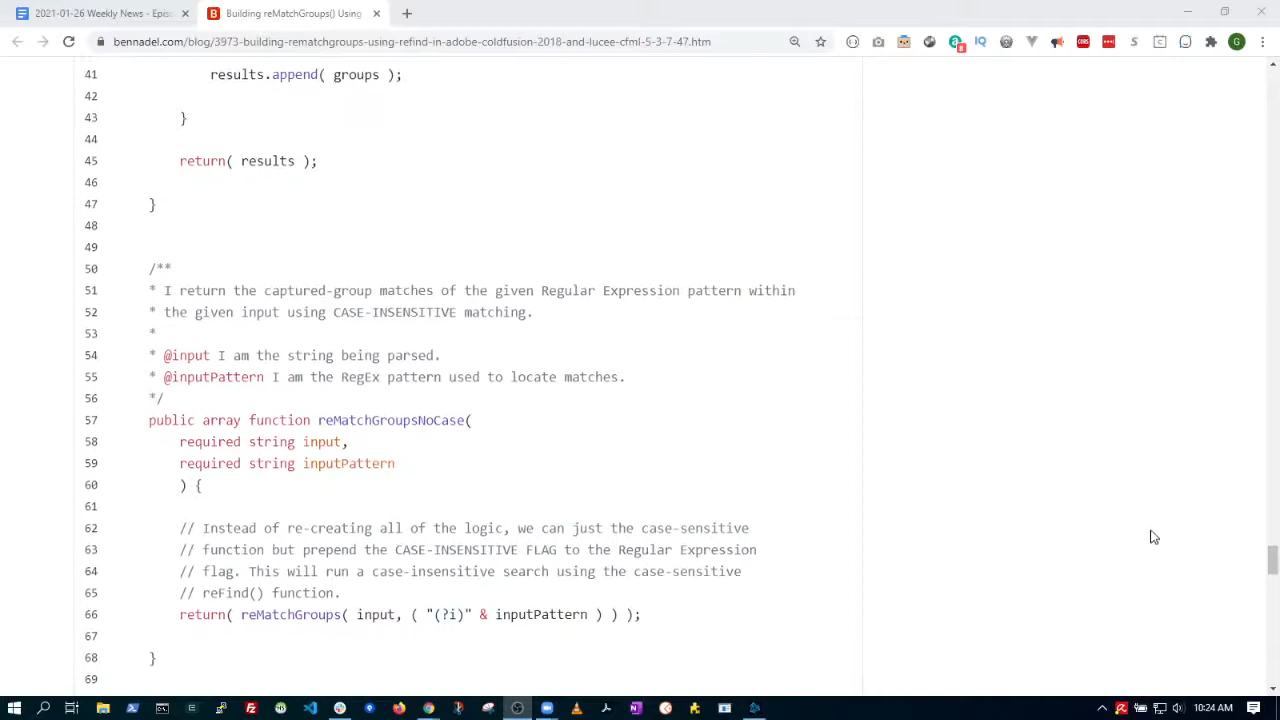 2021-01-26 Weekly News - Epis
Building reMatchGroups() Using
bennadel.com/blog/3973-building-rematchgroups-using-refind-in-adobe-coldfusion-2018-and-lucee-cfml-5-3-7-47.htm
41 results.append( groups );
42
43 }
44
45 return( results );
46
47 }
48
49
50 /**
51 * I return the captured-group matches of the given Regular Expression pattern within
52 * the given input using CASE-INSENSITIVE matching.
53 *
54 * @input I am the string being parsed.
55 * @inputPattern I am the RegEx pattern used to locate matches.
56 */
57 public array function reMatchGroupsNoCase(
58 required string input,
59 required string inputPattern
60 ) {
61
62 // Instead of re-creating all of the logic, we can just the case-sensitive
63 // function but prepend the CASE-INSENSITIVE FLAG to the Regular Expression
64 // flag. This will run a case-insensitive search using the case-sensitive
65 // reFind() function.
66 return( reMatchGroups( input, ( "(?i)" & inputPattern ) ) );
67
68 }
69
10:24 AM